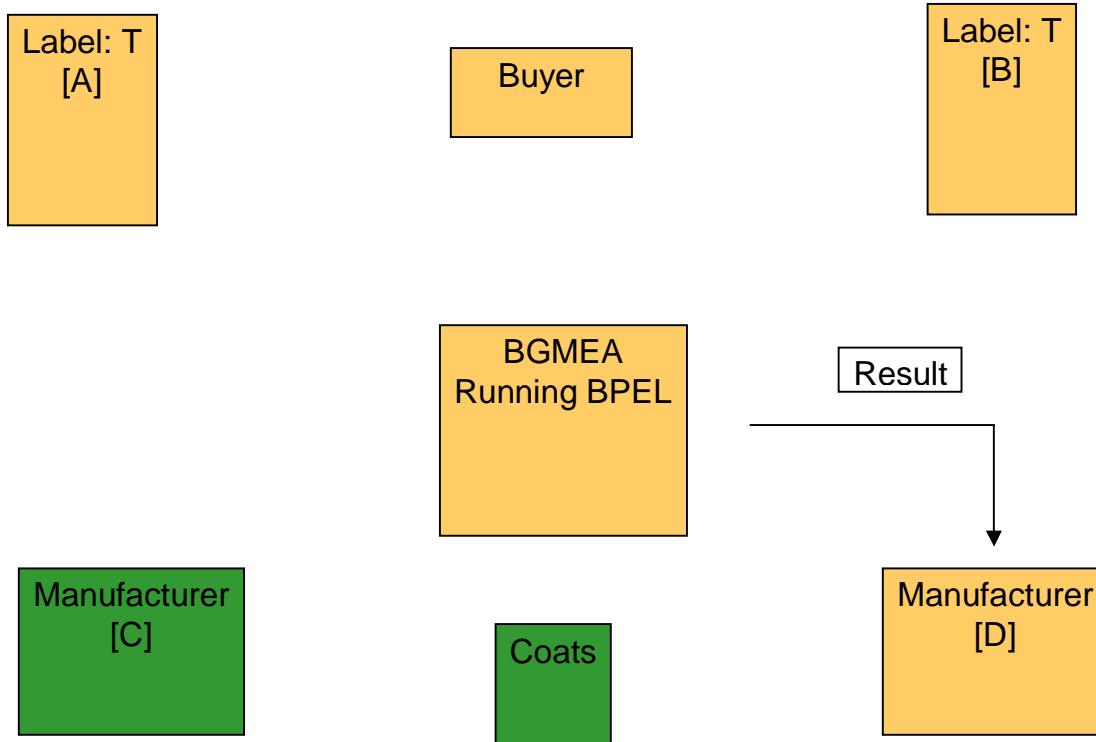 Label: T
[A]
Buyer
Label: T
[B]
BGMEA
Running BPEL
Result
Manufacturer
[C]
Coats
Manufacturer
[D]